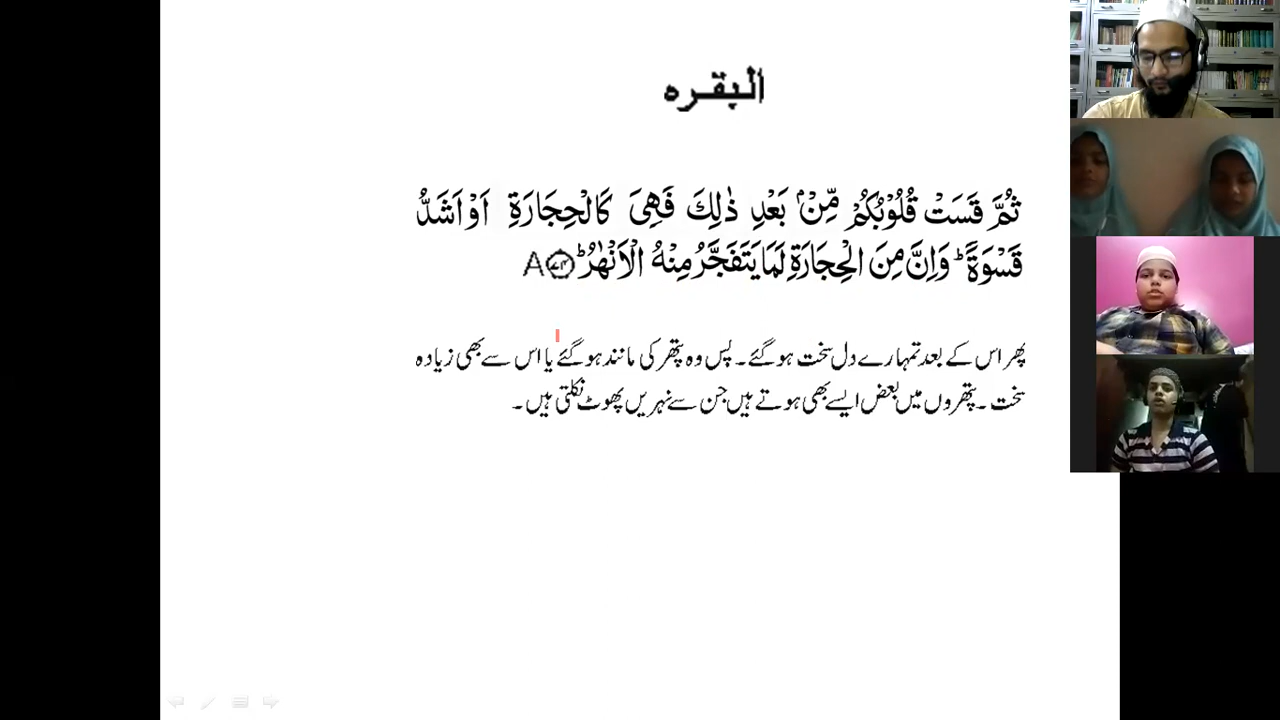 البقره
ثُمَّ قَسَتْ قُلُوْبُكُمْ مِّنْۢ بَعْدِ ذٰلِكَ فَهِیَ كَالْحِجَارَةِ اَوْ اَشَدُّ
قَسْوَةً ؕ وَاِنَّ مِنَ الْحِجَارَةِ لَمَا يَتَفَجَّرُ مِنْهُ الْاَنْهٰرُ ؕ ۷۴ A
پھر اس کے بعد تمہارے دل سخت ہو گئے۔ پس وہ پتھر کی مانند ہو گئے یا اس سے بھی زیادہ
سخت ۔ پتھروں میں بعض ایسے بھی ہوتے ہیں جن سے نہریں پھوٹ نکلتی ہیں ۔